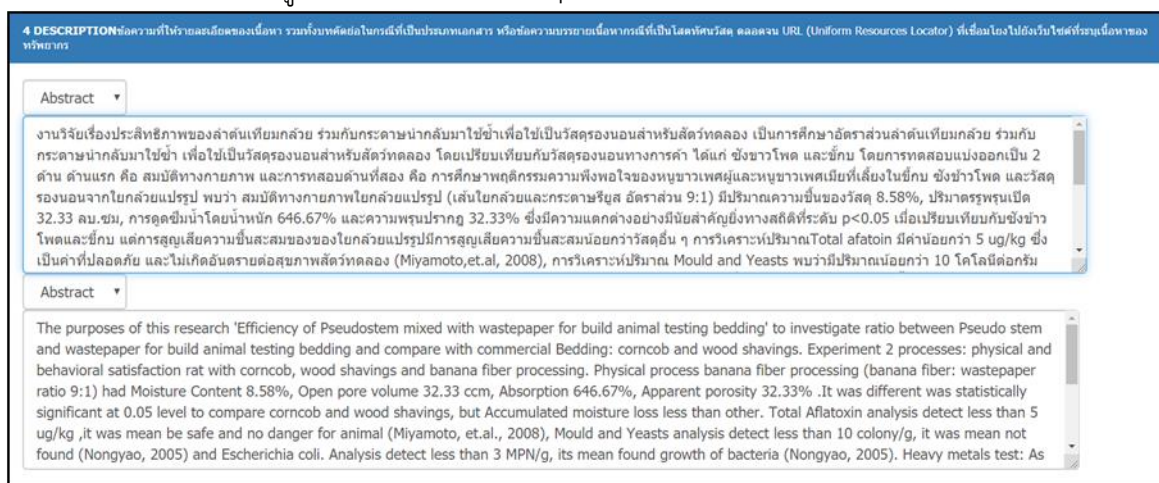 4 DESCRIPTIONข้อความที่ให้รายละเอียดของเนื้อหา รวมทั้งบทคัดย่อในกรณีที่เป็นประเภทเอกสาร หรือข้อความบรรยายเนื้อหากรณีที่เป็นโสตทัศนวัสดุ ตลอดจน URL (Uniform Resources Locator) ที่เชื่อมโยงไปยังเว็บไซต์ที่ระบุเนื้อหาของ
ทรัพยากร
Abstract
งานวิจัยเรื่องประสิทธิภาพของลำต้นเทียมกล้วย ร่วมกับกระดาษนำกลับมาใช้ซ้ำเพื่อใช้เป็นวัสดุรองนอนสำหรับสัตว์ทดลอง เป็นการศึกษาอัตราส่วนลำต้นเทียมกล้วย ร่วมกับ
กระดาษนำกลับมาใช้ซ้ำ เพื่อใช้เป็นวัสดุรองนอนสำหรับสัตว์ทดลอง โดยเปรียบเทียบกับวัสดุรองนอนทางการค้า ได้แก่ ซังขาวโพด และขี้กบ โดยการทดสอบแบ่งออกเป็น 2
ด้าน ด้านแรก คือ สมบัติทางกายภาพ และการทดสอบด้านที่สอง คือ การศึกษาพฤติกรรมความพึงพอใจของหนูขาวเพศผู้และหนูขาวเพศเมียที่เลี้ยงในขี้กบ ซังข้าวโพด และวัสดุ
รองนอนจากใยกล้วยแปรรูป พบว่า สมบัติทางกายภาพใยกล้วยแปรรูป (เส้นใยกล้วยและกระดาษรียูส อัตราส่วน 9:1) มีปริมาณความชื้นของวัสดุ 8.58%, ปริมาตรรูพรุนเปิด
32.33 ลบ.ซม, การดูดซึมน้ำโดยน้ำหนัก 646.67% และความพรุนปรากฏ 32.33% ซึ่งมีความแตกต่างอย่างมีนัยสำคัญยิ่งทางสถิติที่ระดับ p<0.05 เมื่อเปรียบเทียบกับซังข้าว
โพดและขี้กบ แต่การสูญเสียความชื้นสะสมของของใยกล้วยแปรรูปมีการสูญเสียความชื้นสะสมน้อยกว่าวัสดุอื่น ๆ การวิเคราะห์ปริมาณTotal afatoin มีค่าน้อยกว่า 5 ug/kg ซึ่ง
เป็นค่าที่ปลอดภัย และไม่เกิดอันตรายต่อสุขภาพสัตว์ทดลอง (Miyamoto,et.al, 2008), การวิเคราะห์ปริมาณ Mould and Yeasts พบว่ามีปริมาณน้อยกว่า 10 โคโลนีต่อกรัม
Abstract
The purposes of this research 'Efficiency of Pseudostem mixed with wastepaper for build animal testing bedding' to investigate ratio between Pseudo stem
and wastepaper for build animal testing bedding and compare with commercial Bedding: corncob and wood shavings. Experiment 2 processes: physical and
behavioral satisfaction rat with corncob, wood shavings and banana fiber processing. Physical process banana fiber processing (banana fiber: wastepaper
ratio 9:1) had Moisture Content 8.58%, Open pore volume 32.33 ccm, Absorption 646.67%, Apparent porosity 32.33% .It was different was statistically
significant at 0.05 level to compare corncob and wood shavings, but Accumulated moisture loss less than other. Total Aflatoxin analysis detect less than 5
ug/kg ,it was mean be safe and no danger for animal (Miyamoto, et.al., 2008), Mould and Yeasts analysis detect less than 10 colony/g, it was mean not
found (Nongyao, 2005) and Escherichia coli. Analysis detect less than 3 MPN/g, its mean found growth of bacteria (Nongyao, 2005). Heavy metals test: As